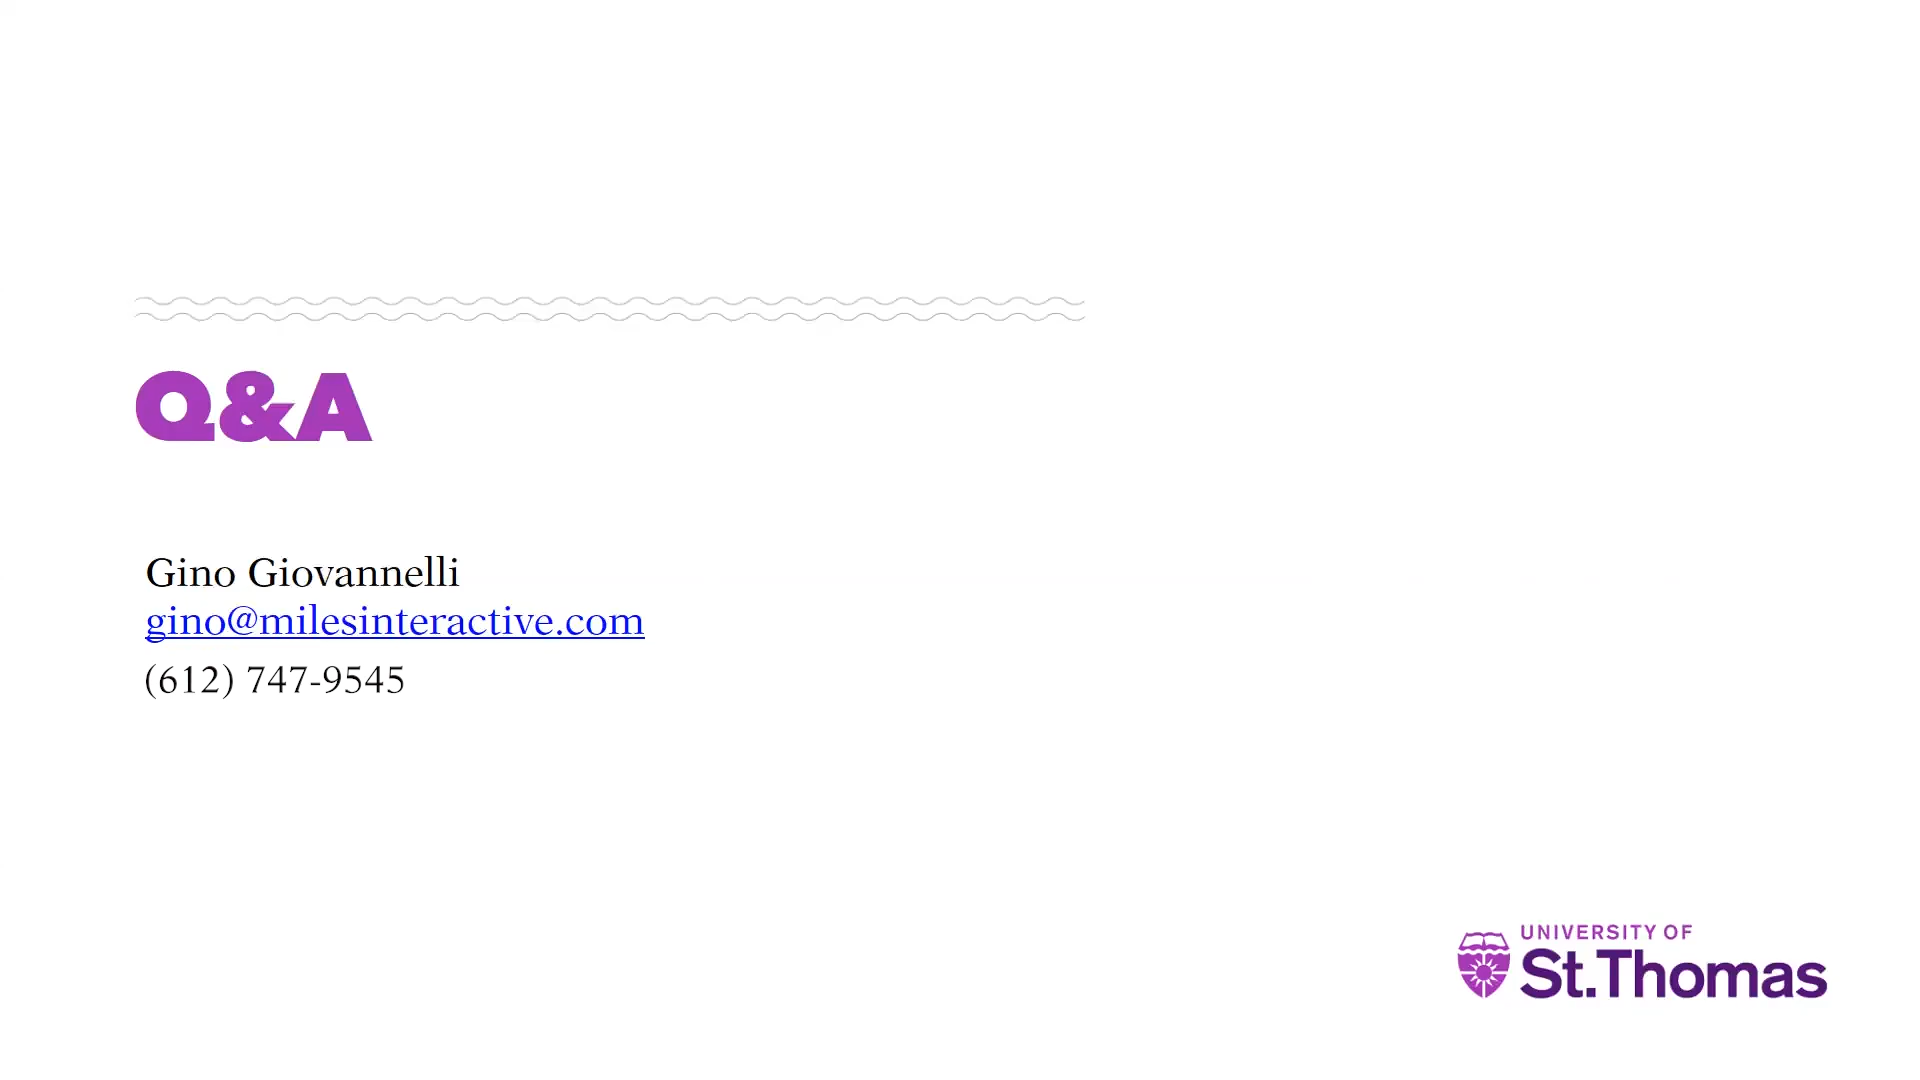 Q&A
Gino Giovannelli
gino@milesinteractive.com
(612) 747-9545
UNIVERSITY OF
St.Thomas